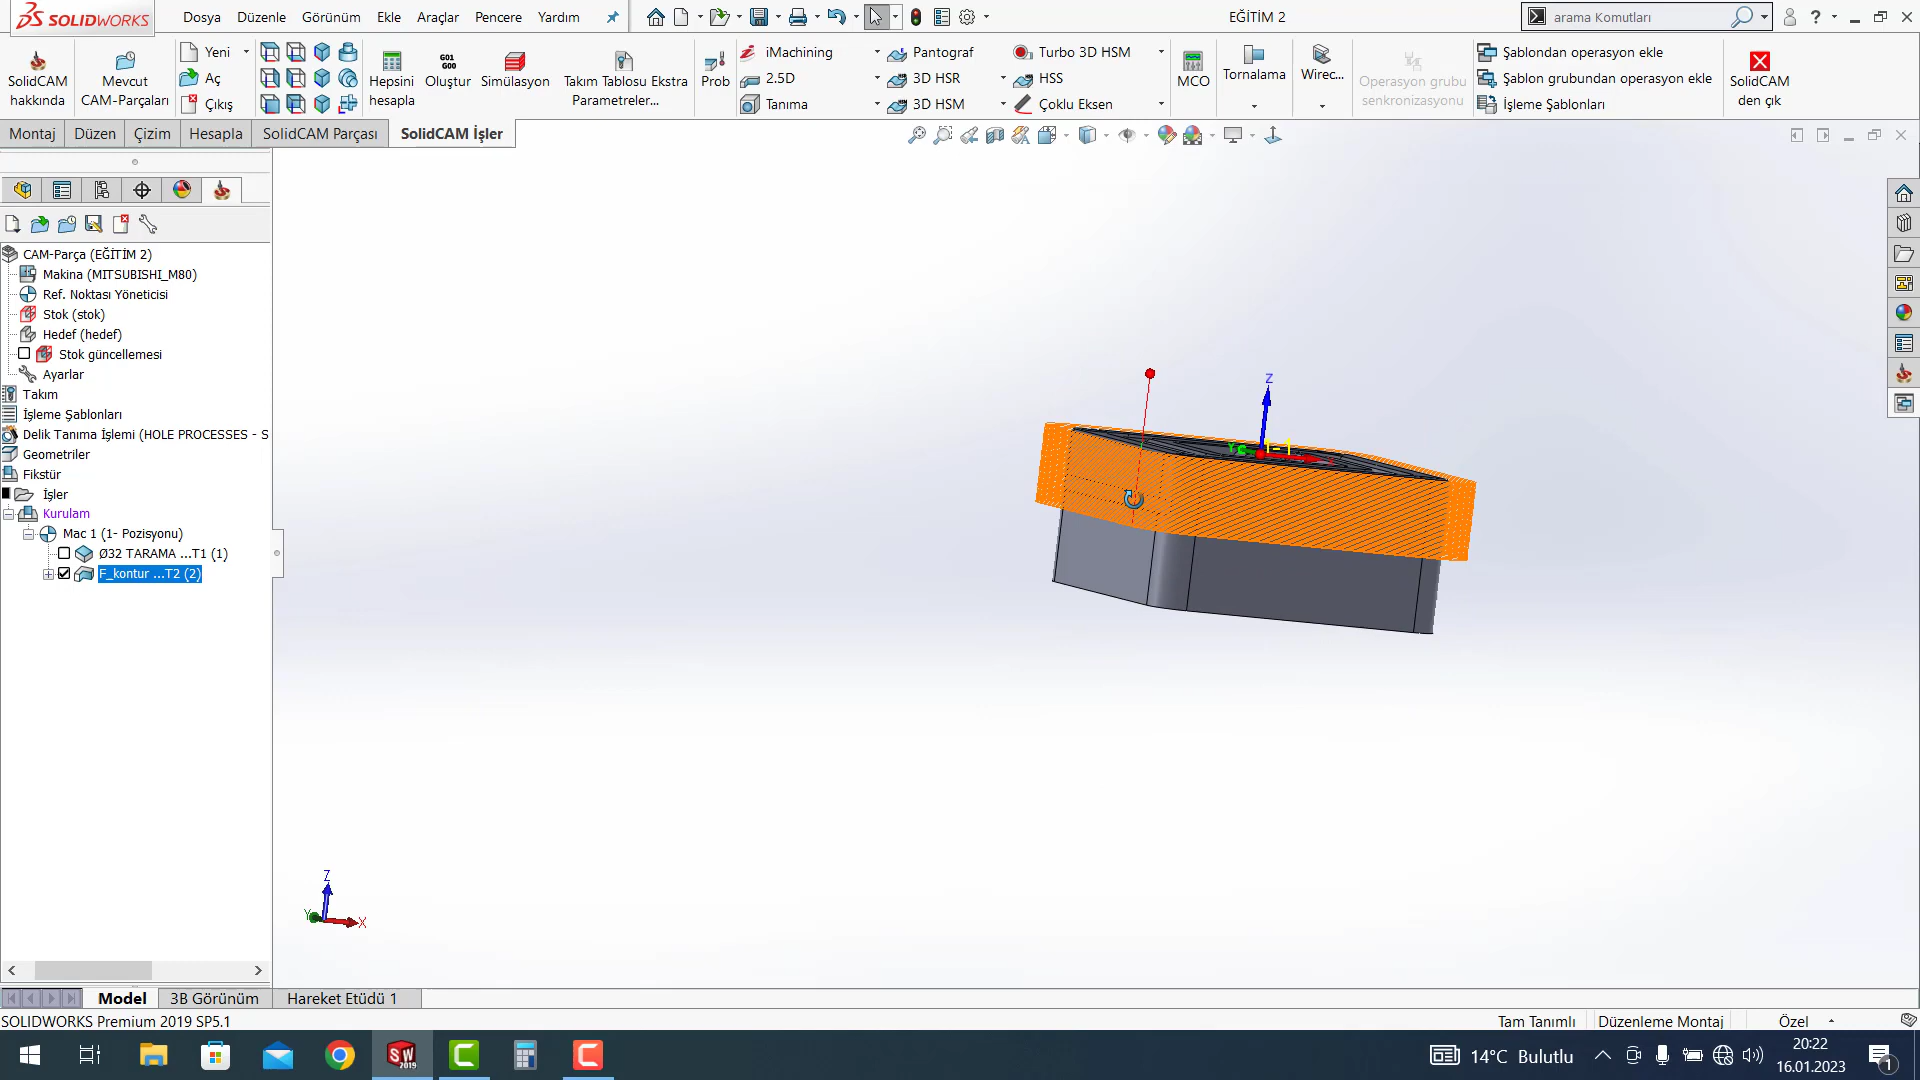 SOLIDWORKS
Dosya Düzenle Görünüm Ekle Araçlar Pencere Yardım
EĞİTİM 2
arama Komutları
SolidCAM hakkında
Mevcut CAM-Parçaları
Yeni
Aç
Çıkış
Hepsini hesapla
G01 G00
Oluştur
Simülasyon
Takım Tablosu Ekstra Parametreler...
Prob
iMachining
2.5D
Tanıma
Pantograf
3D HSR
3D HSM
Turbo 3D HSM
HSS
Çoklu Eksen
MCO
Tornalama
Wirec...
Operasyon grubu senkronizasyonu
Şablondan operasyon ekle
Şablon grubundan operasyon ekle
İşleme Şablonları
SolidCAM den çık
Montaj Düzen Çizim Hesapla SolidCAM Parçası SolidCAM İşler
CAM-Parça (EĞİTİM 2)
Makina (MITSUBISHI_M80)
Ref. Noktası Yöneticisi
Stok (stok)
Hedef (hedef)
Stok güncellemesi
Ayarlar
Takım
İşleme Şablonları
Delik Tanıma İşlemi (HOLE PROCESSES - S
Geometriler
Fikstür
İşler
Kurulam
Mac 1 (1- Pozisyonu)
Ø32 TARAMA ...T1 (1)
F_kontur ...T2 (2)
Z
Z
Y
X
Model 3B Görünüm Hareket Etüdü 1
SOLIDWORKS Premium 2019 SP5.1
Tam Tanımlı Düzenleme Montaj Özel
SW 2019
14°C Bulutlu
20:22
16.01.2023
1